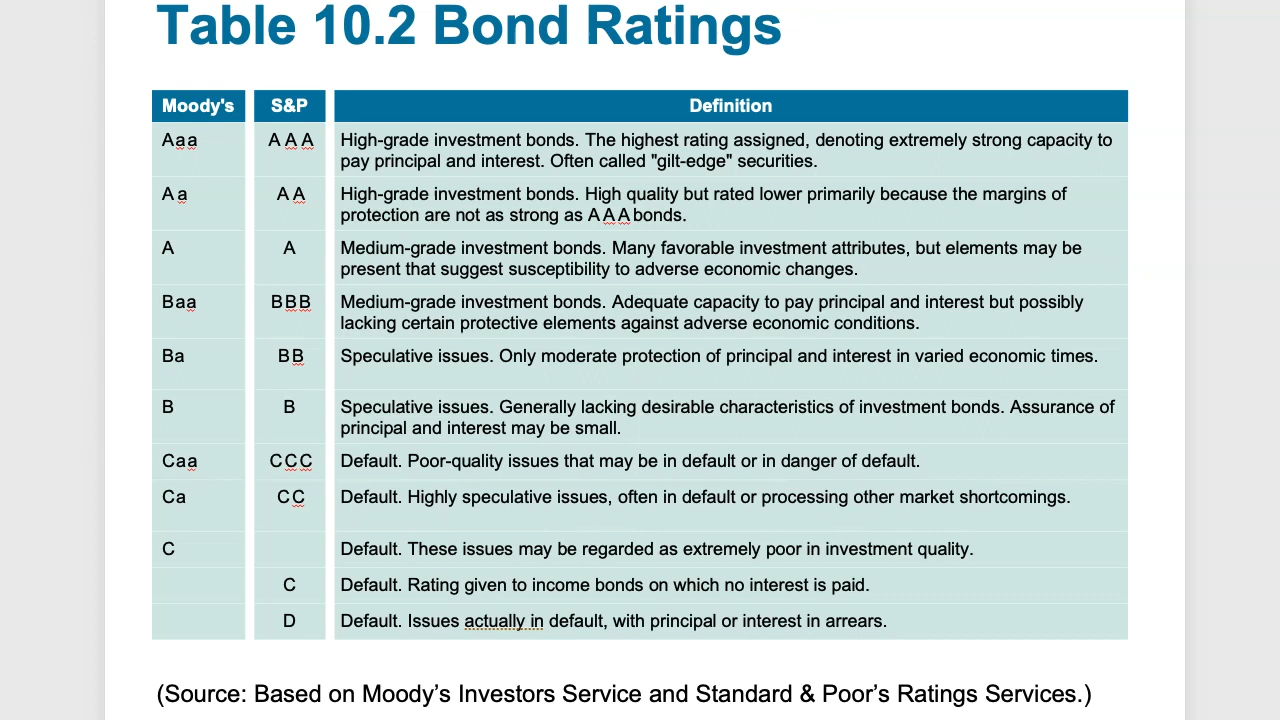 Table 10.2 Bond Ratings
Moody's S&P Definition
Aaa AAA High-grade investment bonds. The highest rating assigned, denoting extremely strong capacity to
pay principal and interest. Often called "gilt-edge" securities.
Aa AA High-grade investment bonds. High quality but rated lower primarily because the margins of
protection are not as strong as AAA bonds.
A A Medium-grade investment bonds. Many favorable investment attributes, but elements may be
present that suggest susceptibility to adverse economic changes.
Baa BBB Medium-grade investment bonds. Adequate capacity to pay principal and interest but possibly
lacking certain protective elements against adverse economic conditions.
Ba BB Speculative issues. Only moderate protection of principal and interest in varied economic times.
B B Speculative issues. Generally lacking desirable characteristics of investment bonds. Assurance of
principal and interest may be small.
Caa CCC Default. Poor-quality issues that may be in default or in danger of default.
Ca CC Default. Highly speculative issues, often in default or processing other market shortcomings.
C Default. These issues may be regarded as extremely poor in investment quality.
C Default. Rating given to income bonds on which no interest is paid.
D Default. Issues actually in default, with principal or interest in arrears.
(Source: Based on Moody’s Investors Service and Standard & Poor’s Ratings Services.)